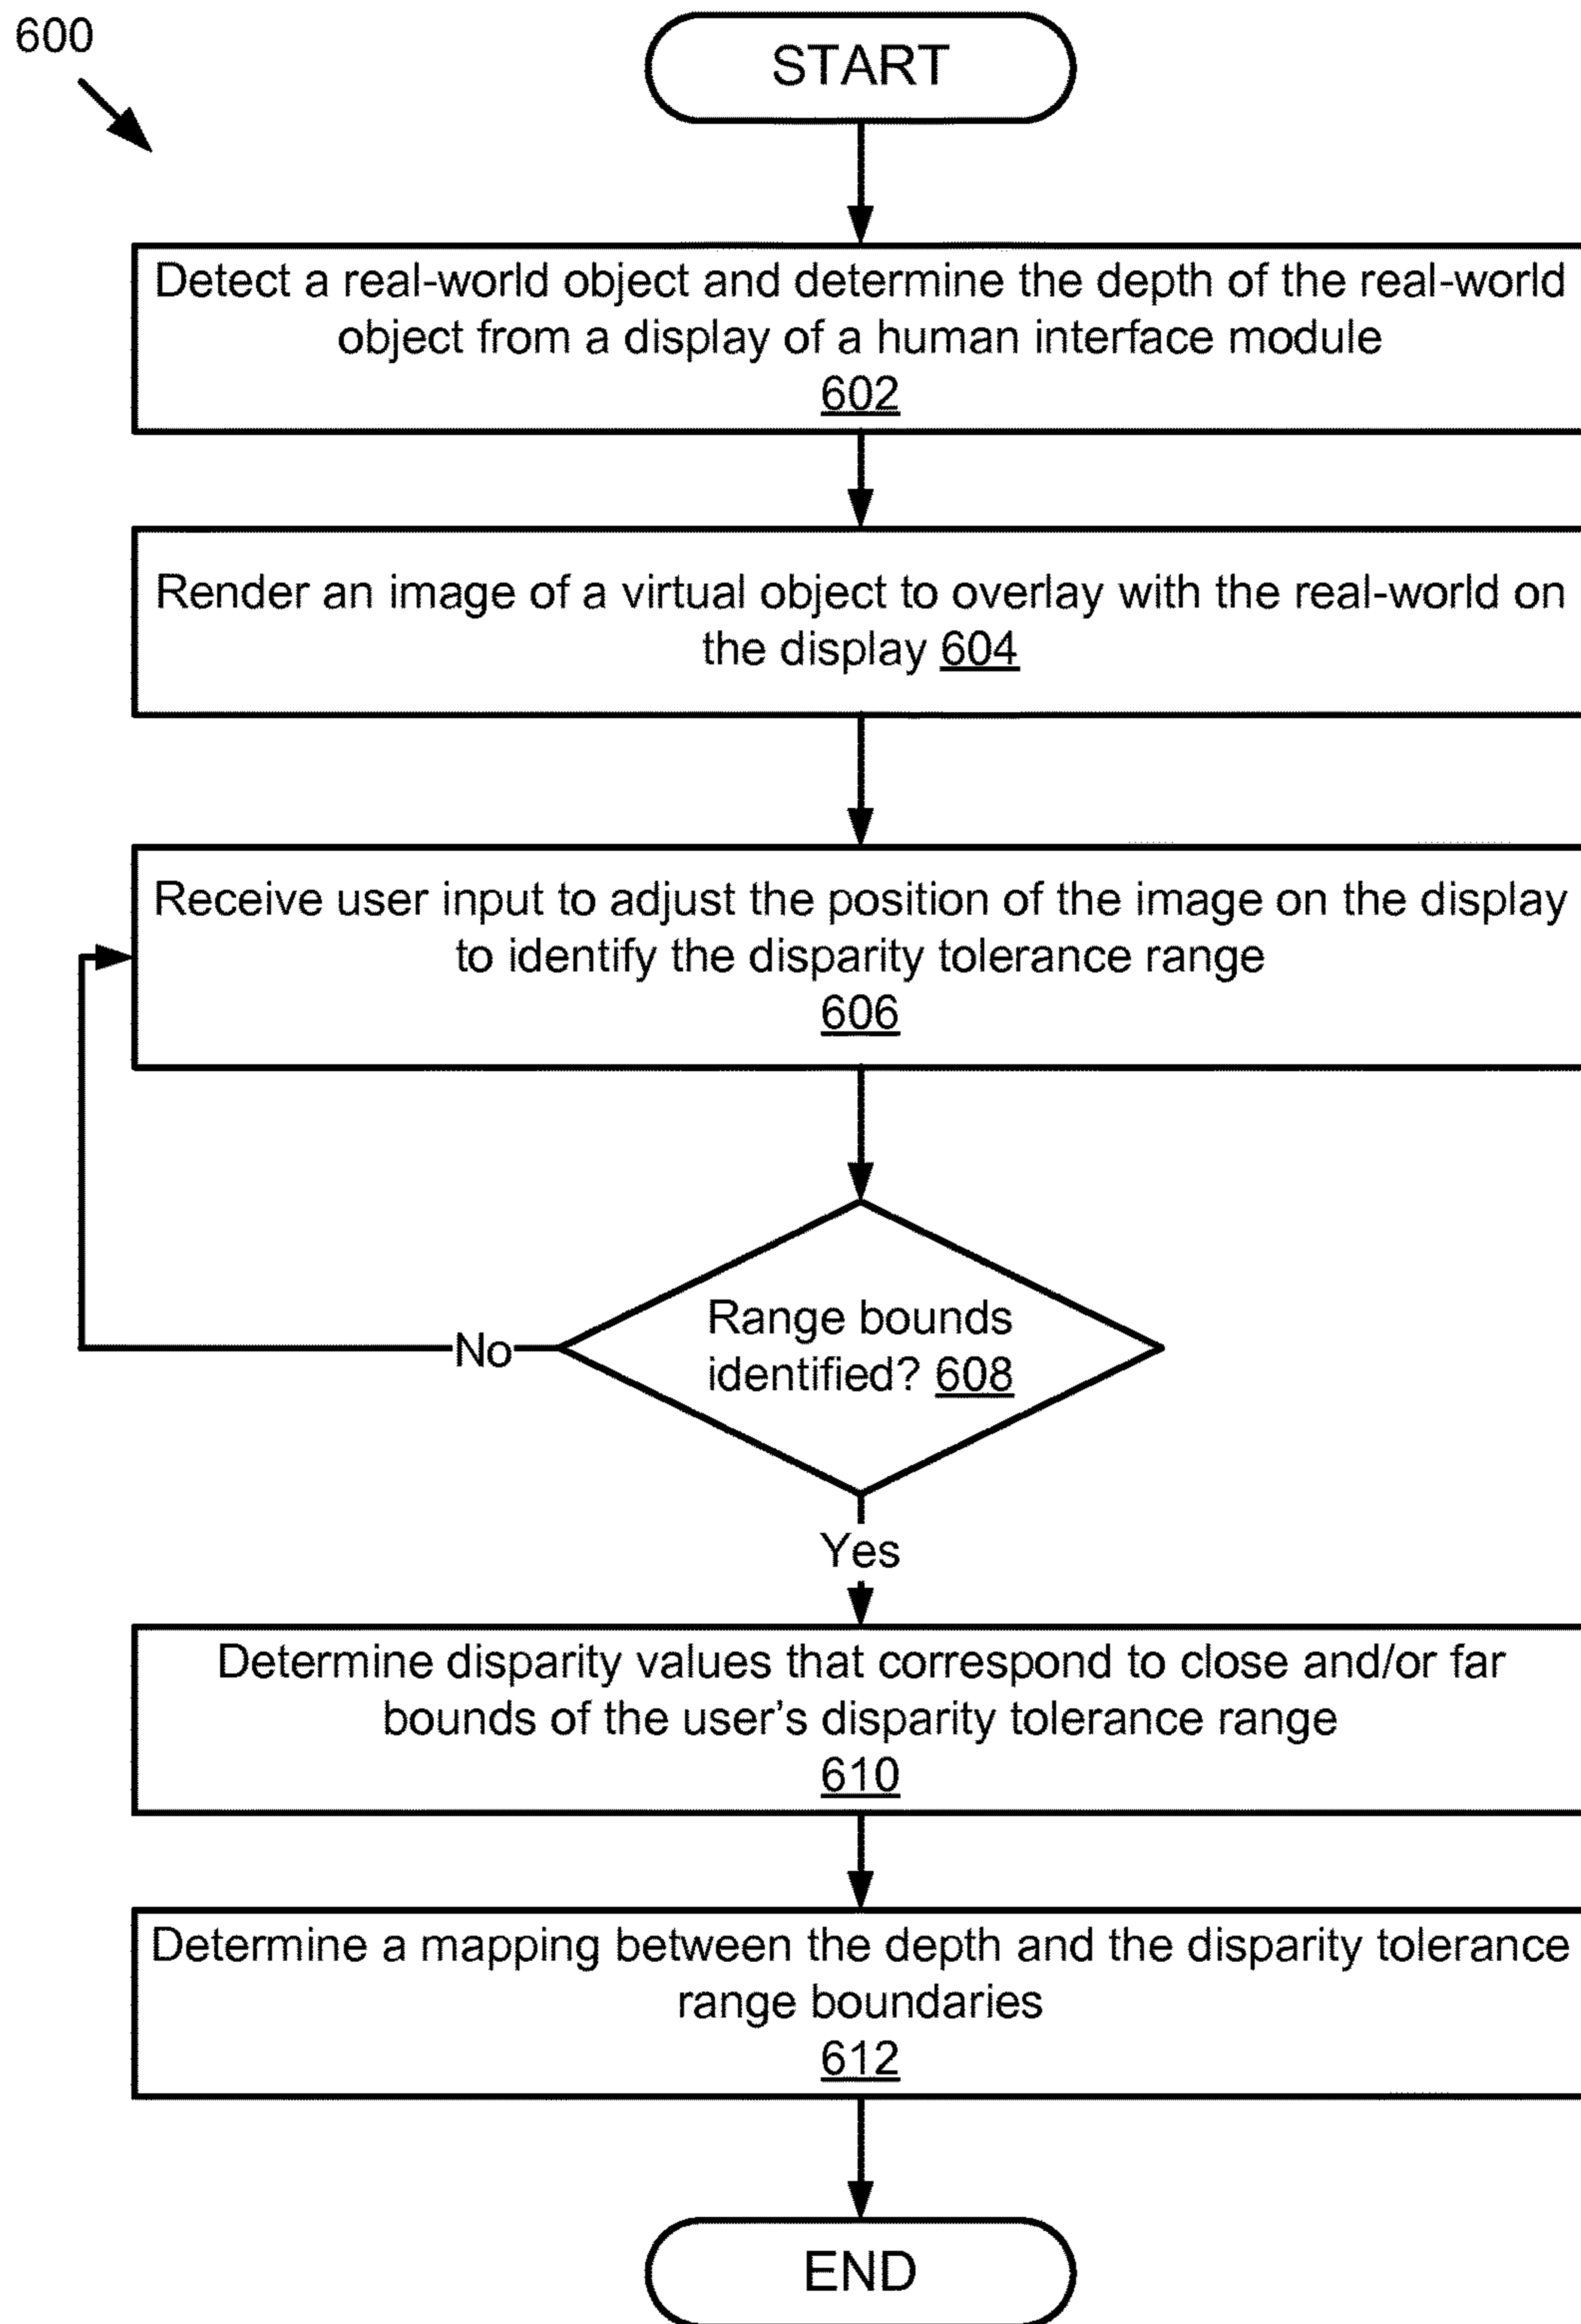 600
START
Detect a real-world object and determine the depth of the real-world
object from a display of a human interface module
602
Render an image of a virtual object to overlay with the real-world on
the display 604
Receive user input to adjust the position of the image on the display
to identify the disparity tolerance range
606
Range bounds
identified? 608
No
Yes
Determine disparity values that correspond to close and/or far
bounds of the user's disparity tolerance range
610
Determine a mapping between the depth and the disparity tolerance
range boundaries
612
END